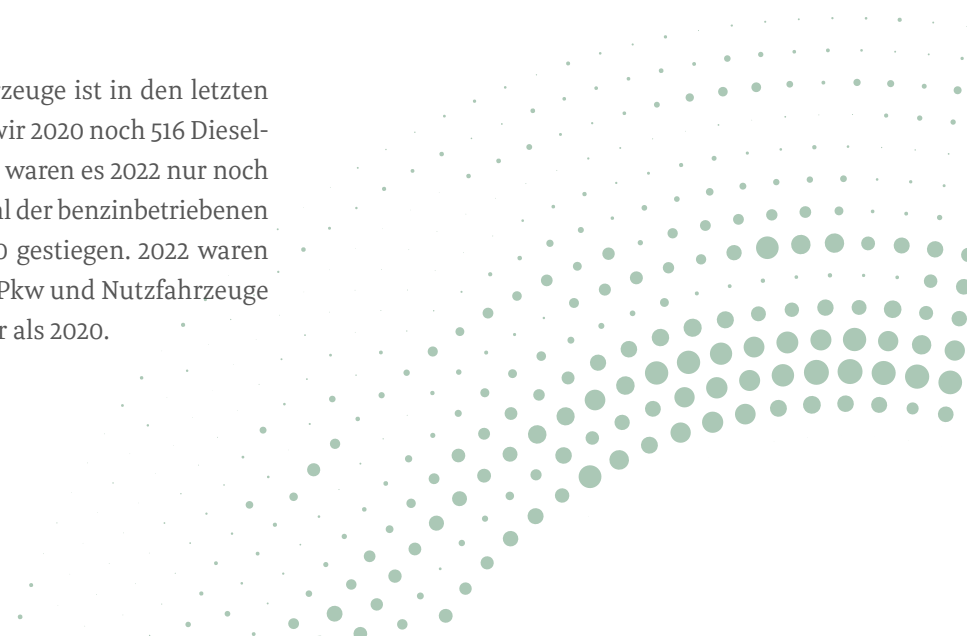 zeuge ist in den letzten
wir 2020 noch 516 Diesel-
waren es 2022 nur noch
der benzinbetriebenen
gestiegen. 2022 waren
Pkw und Nutzfahrzeuge
als 2020.